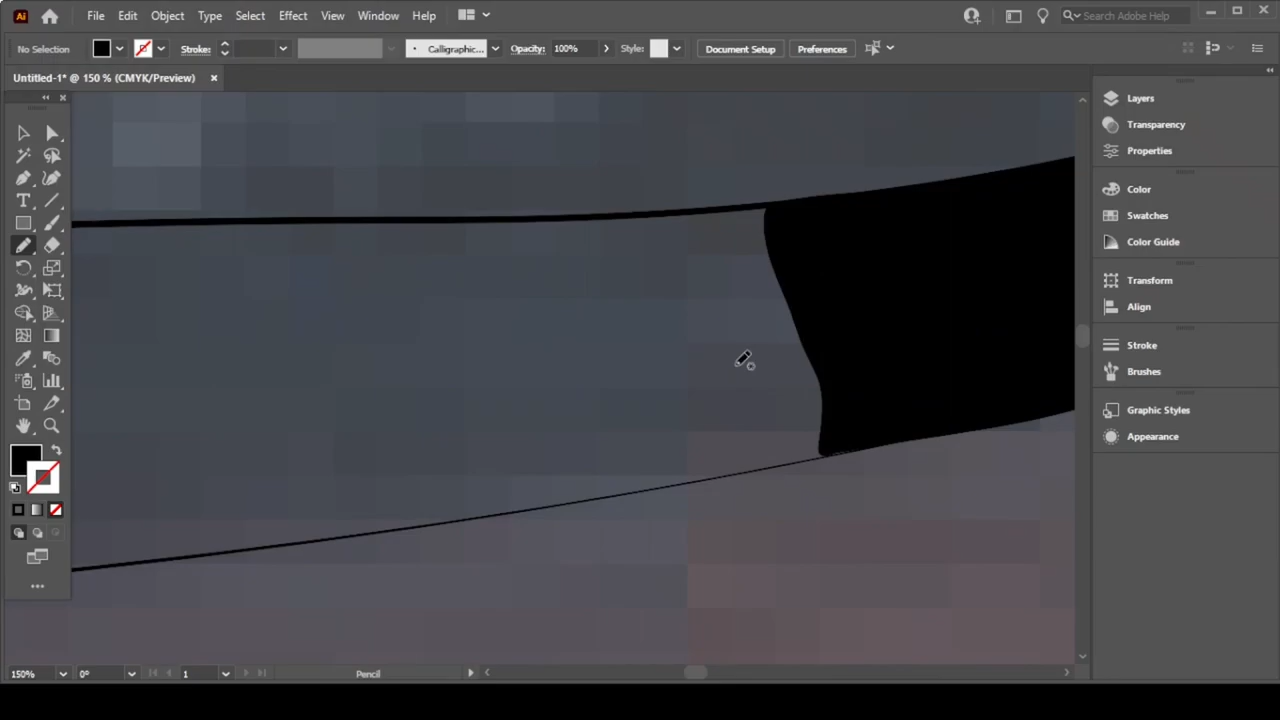 Ai File Edit Object Type Select Effect View Window Help Search Adobe Help
No Selection Stroke: Calligraphic... Opacity: 100% Style: Document Setup Preferences
Untitled-1* @ 150 % (CMYK/Preview)
Layers
Transparency
Properties
Color
Swatches
Color Guide
Transform
Align
Stroke
Brushes
Graphic Styles
Appearance
150% 0° 1 Pencil